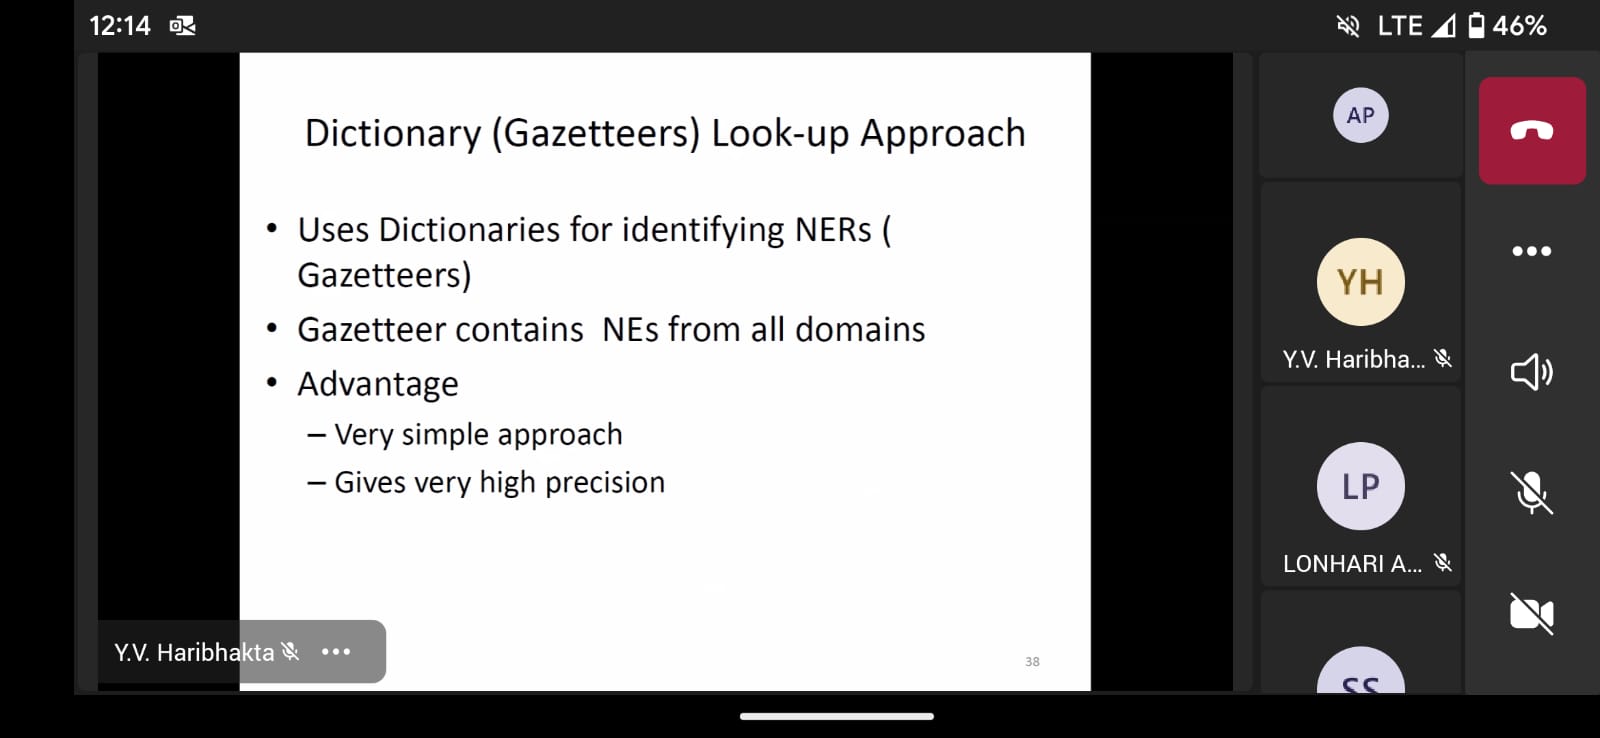 12:14
LTE 46%
Dictionary (Gazetteers) Look-up Approach
• Uses Dictionaries for identifying NERs (
Gazetteers)
• Gazetteer contains NEs from all domains
• Advantage
– Very simple approach
– Gives very high precision
38
Y.V. Haribhakta
AP
YH
Y.V. Haribha...
LP
LONHARI A...
SS